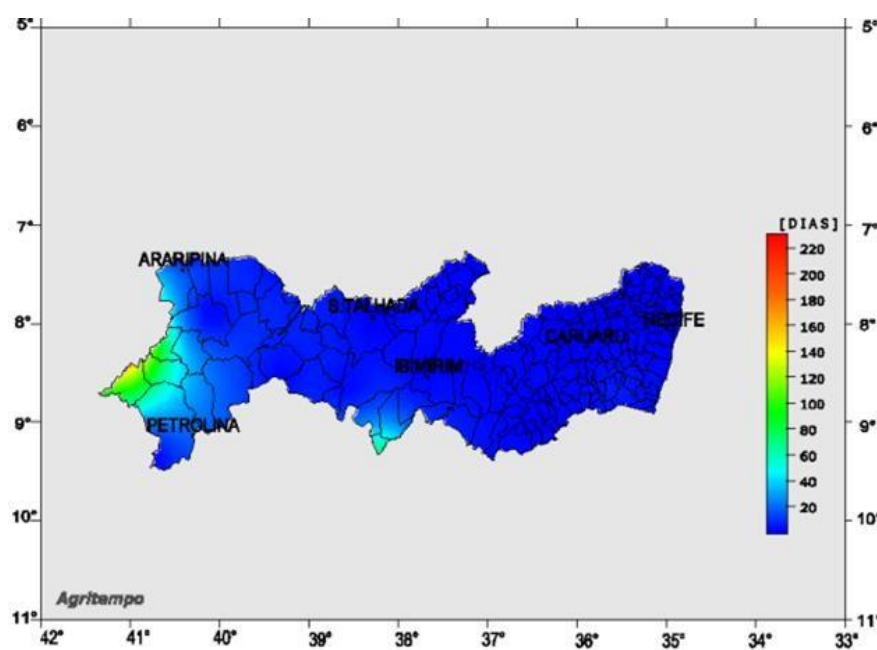 5° 5°
6° 6°
7° 7°
[DIAS]
220
ARARIPINA
200
S.TALHADA
180
8° RECIFE 8°
160
CARUARU
140
IBIMIRIM
120
100
9° PETROLINA 9°
80
60
40
20
10° 10°
Agritempo
11° 11°
42° 41° 40° 39° 38° 37° 36° 35° 34° 33°